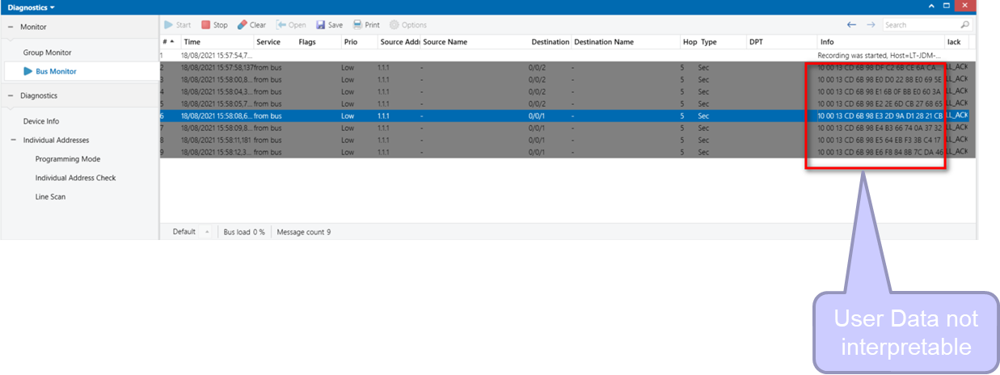 Diagnostics
Monitor
Group Monitor
Bus Monitor
Diagnostics
Device Info
Individual Addresses
Programming Mode
Individual Address Check
Line Scan
Start Stop Clear Open Save Print Options Search
# Time Service Flags Prio Source Addr Source Name Destination Destination Name Hop Type DPT Info lack
1 18/08/2021 15:57:54,7... Recording was started, Host=LT-JDM-...
2 18/08/2021 15:57:58,137 from bus Low 1.1.1 - 0/0/2 - 5 Sec 10 00 13 CD 6B 98 DF C2 6B CE 6A CA... LL_ACK
3 18/08/2021 15:58:00,8... from bus Low 1.1.1 - 0/0/2 - 5 Sec 10 00 13 CD 6B 98 E0 D0 22 88 E0 69 5E LL_ACK
4 18/08/2021 15:58:04,3... from bus Low 1.1.1 - 0/0/2 - 5 Sec 10 00 13 CD 6B 98 E1 6B 0F BB E0 60 3A LL_ACK
5 18/08/2021 15:58:05,7... from bus Low 1.1.1 - 0/0/2 - 5 Sec 10 00 13 CD 6B 98 E2 2E 6D CB 27 68 65 LL_ACK
6 18/08/2021 15:58:08,6... from bus Low 1.1.1 - 0/0/1 - 5 Sec 10 00 13 CD 6B 98 E3 2D 9A D1 28 21 CB LL_ACK
7 18/08/2021 15:58:09,8... from bus Low 1.1.1 - 0/0/1 - 5 Sec 10 00 13 CD 6B 98 E4 B3 66 74 0A 37 32 LL_ACK
8 18/08/2021 15:58:11,181 from bus Low 1.1.1 - 0/0/1 - 5 Sec 10 00 13 CD 6B 98 E5 64 EB F3 3B C4 17 LL_ACK
9 18/08/2021 15:58:12,3... from bus Low 1.1.1 - 0/0/1 - 5 Sec 10 00 13 CD 6B 98 E6 F8 84 8B 7C DA 46 LL_ACK
Default Bus load 0 % Message count 9
User Data not
interpretable